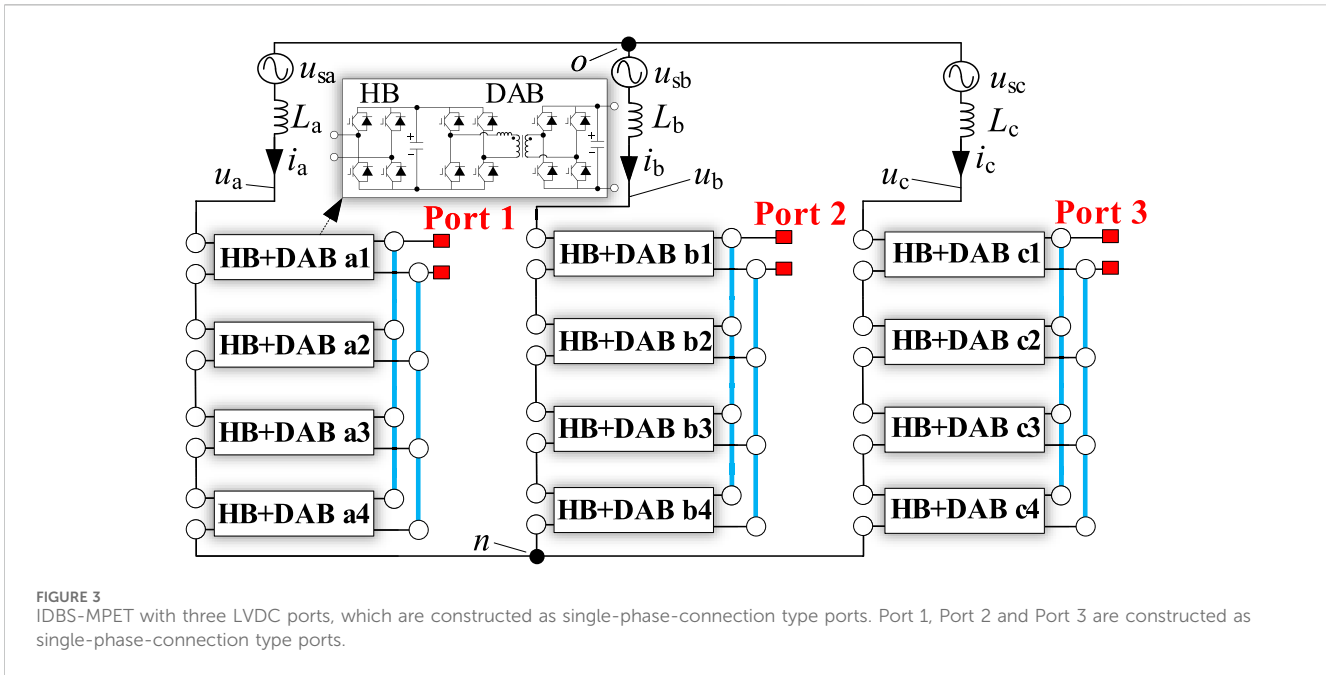 o
u_sa
u_sb
u_sc
HB DAB
+
−
+
−
L_a
L_b
L_c
i_a
i_b
i_c
u_a
u_b
u_c
Port 1
Port 2
Port 3
HB+DAB a1
HB+DAB b1
HB+DAB c1
HB+DAB a2
HB+DAB b2
HB+DAB c2
HB+DAB a3
HB+DAB b3
HB+DAB c3
HB+DAB a4
HB+DAB b4
HB+DAB c4
n
FIGURE 3
IDBS-MPET with three LVDC ports, which are constructed as single-phase-connection type ports. Port 1, Port 2 and Port 3 are constructed as
single-phase-connection type ports.